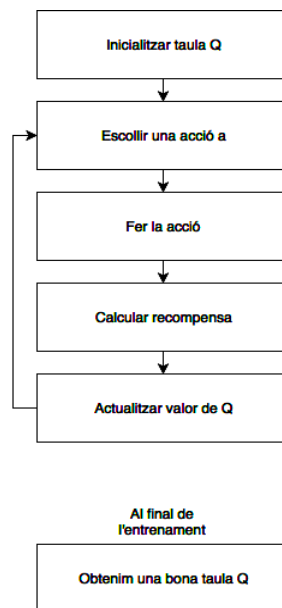 Inicialitzar taula Q
Escollir una acció a
Fer la acció
Calcular recompensa
Actualitzar valor de Q
Al final de
l'entrenament
Obtenim una bona taula Q